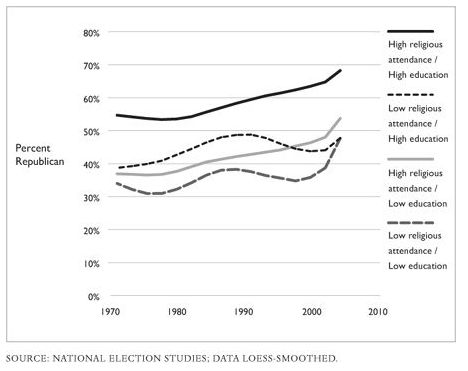 80%
70%
60%
50%
40%
30%
20%
10%
0%
Percent
Republican
1970
1980
1990
2000
2010
High religious
attendance /
High education
Low religious
attendance /
High education
High religious
attendance /
Low education
Low religious
attendance /
Low education
SOURCE: NATIONAL ELECTION STUDIES; DATA LOESS-SMOOTHED.